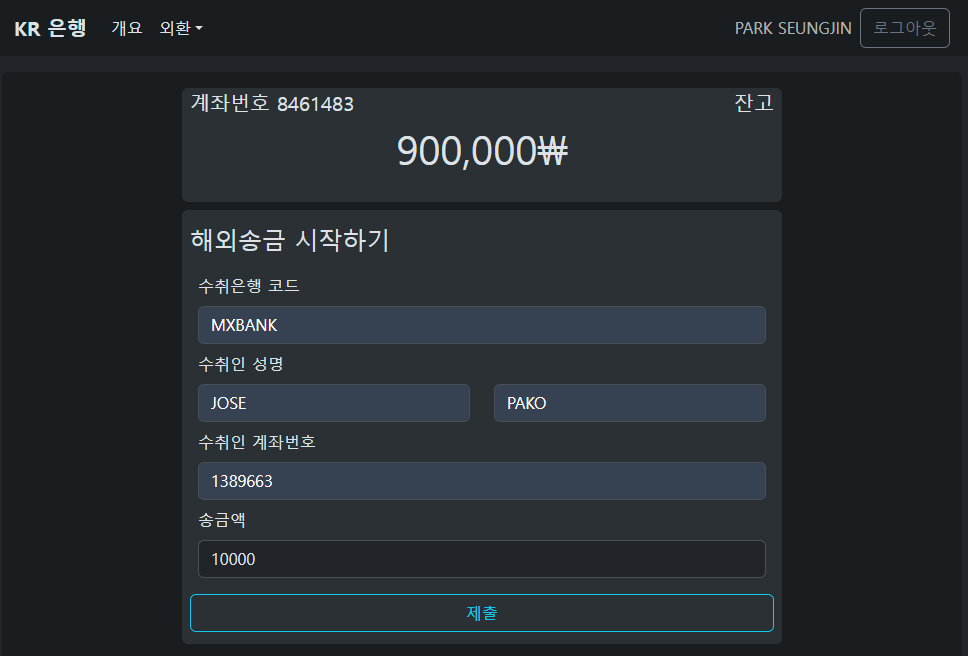 KR 은행 개요 외환 PARK SEUNGJIN 로그아웃
계좌번호 8461483 잔고
900,000₩
해외송금 시작하기
수취은행 코드
MXBANK
수취인 성명
JOSE PAKO
수취인 계좌번호
1389663
송금액
10000
제출